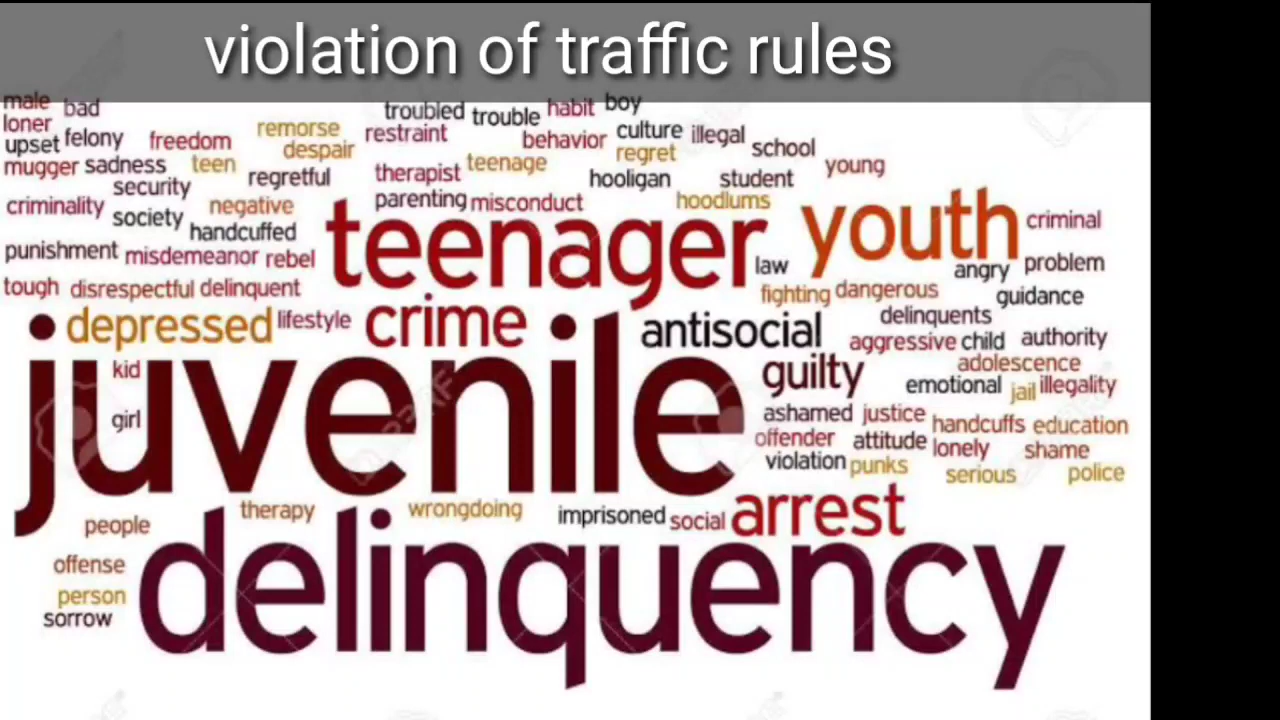 violation of traffic rules
male bad troubled trouble habit boy
loner remorse restraint behavior culture illegal school
upset felony freedom despair regret young
mugger sadness teen regretful therapist teenage hooligan student
security parenting misconduct hoodlums
criminality society negative teenager youth criminal
handcuffed
punishment misdemeanor rebel law angry problem
tough disrespectful delinquent fighting dangerous guidance
depressed lifestyle crime antisocial delinquents
aggressive child authority
juvenile kid guilty adolescence
emotional jail illegality
girl ashamed justice handcuffs education
offender attitude lonely shame
violation punks serious police
people therapy wrongdoing imprisoned social arrest
delinquency
offense
person
sorrow